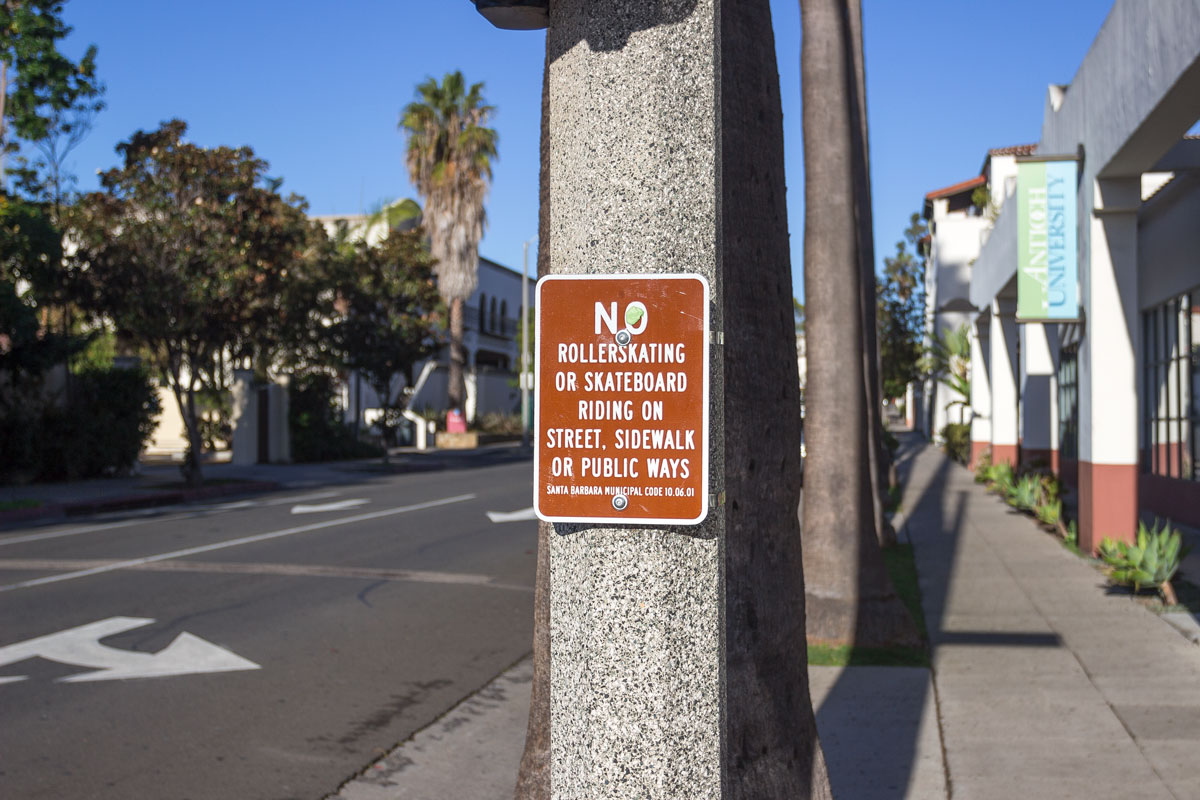 NO
ROLLERSKATING
OR SKATEBOARD
RIDING ON
STREET, SIDEWALK
OR PUBLIC WAYS
SANTA BARBARA MUNICIPAL CODE 10.06.01
ANTIOCH
UNIVERSITY